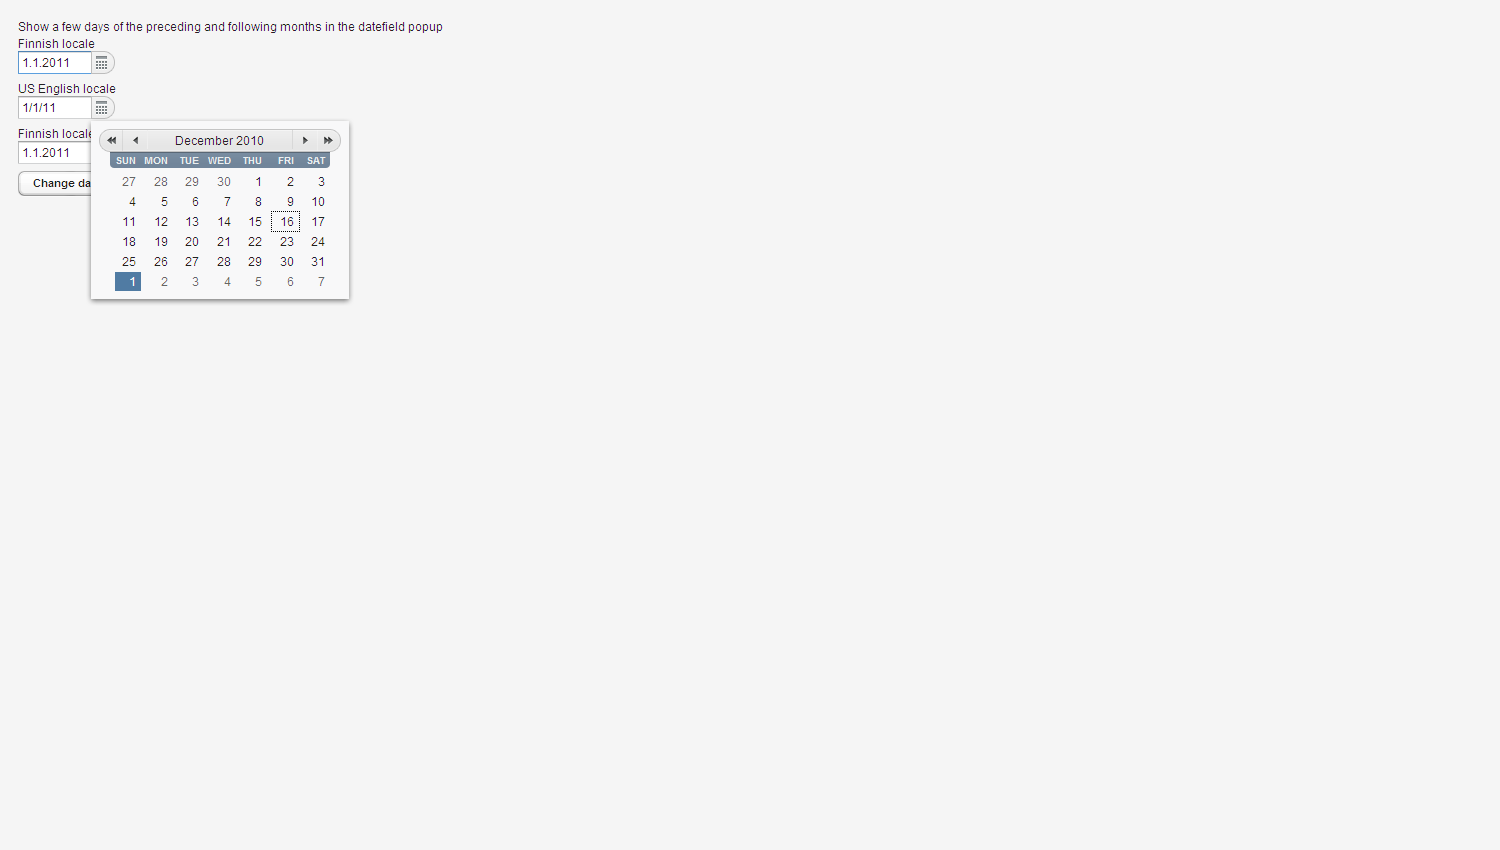 Show a few days of the preceding and following months in the datefield popup
Finnish locale
1.1.2011
US English locale
1/1/11
Finnish locale
1.1.2011
Change da
December 2010
SUN MON TUE WED THU FRI SAT
27 28 29 30 1 2 3
4 5 6 7 8 9 10
11 12 13 14 15 16 17
18 19 20 21 22 23 24
25 26 27 28 29 30 31
1 2 3 4 5 6 7